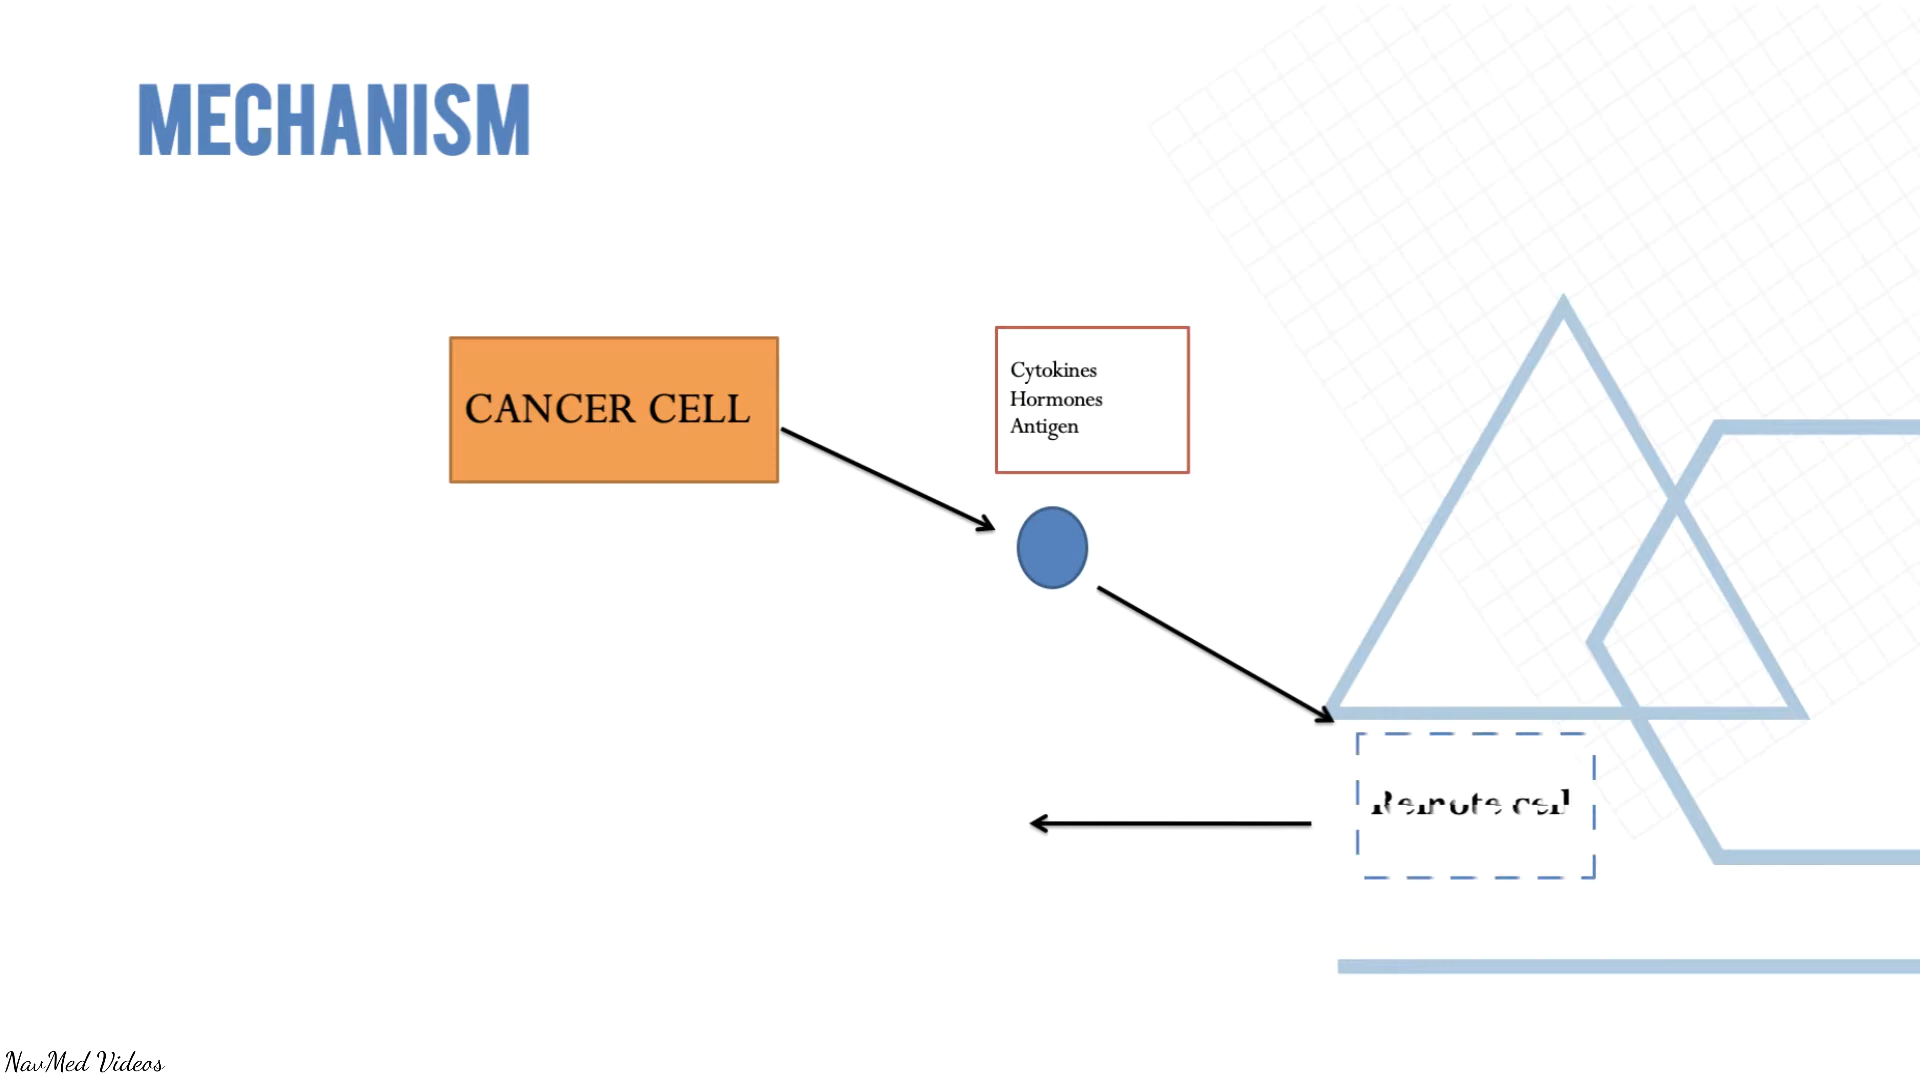 MECHANISM
CANCER CELL
Cytokines
Hormones
Antigen
Remote cell
NavMed Videos